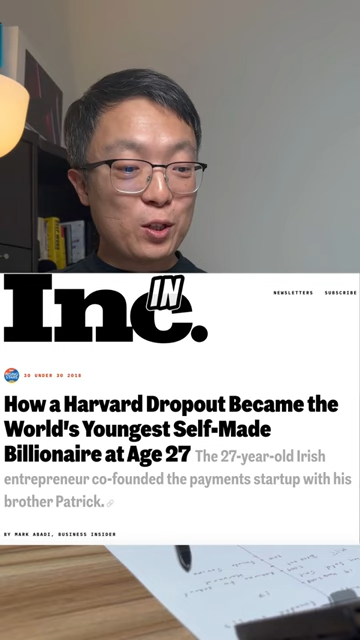 Inc.
IN
NEWSLETTERS SUBSCRIBE
30 UNDER 30 2018
How a Harvard Dropout Became the
World's Youngest Self-Made
Billionaire at Age 27 The 27-year-old Irish
entrepreneur co-founded the payments startup with his
brother Patrick.
BY MARK ABADI, BUSINESS INSIDER